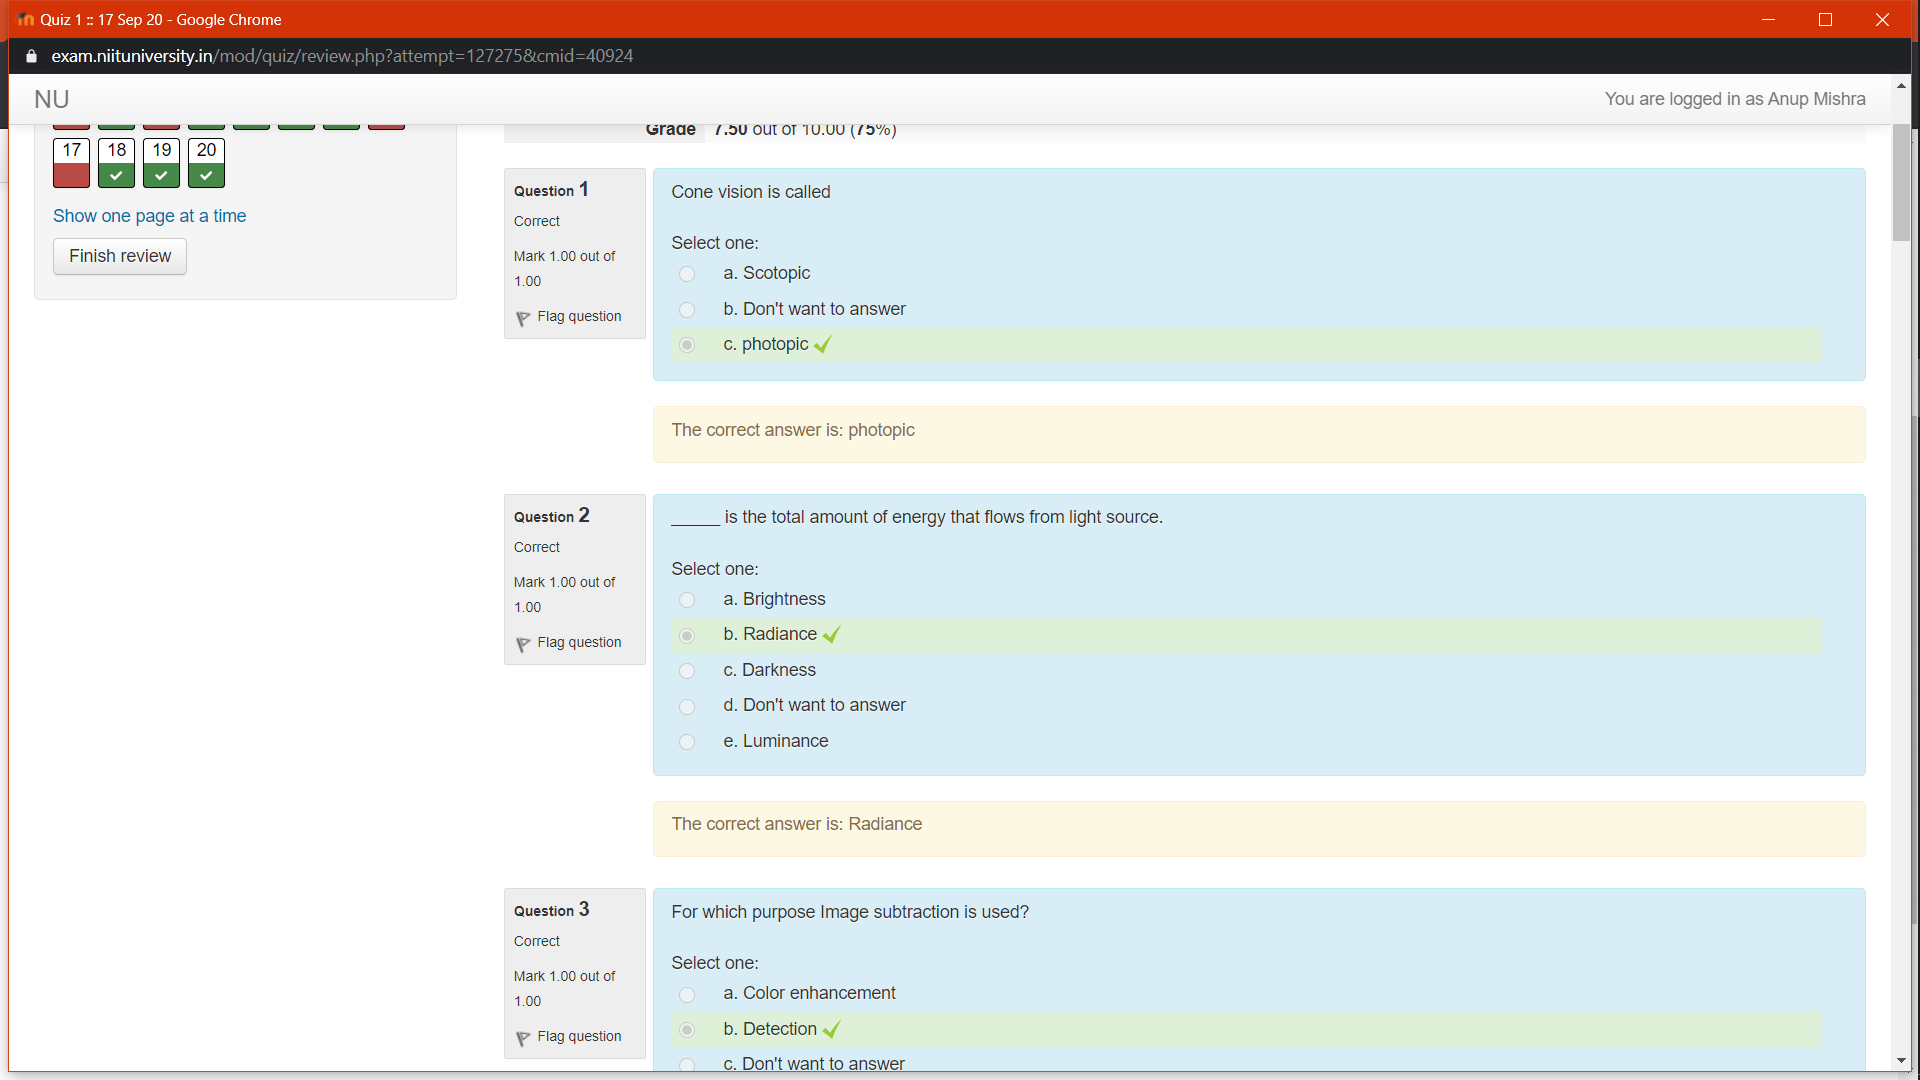 Quiz 1 :: 17 Sep 20 - Google Chrome
exam.niituniversity.in/mod/quiz/review.php?attempt=127275&cmid=40924
NU
You are logged in as Anup Mishra
17 18 19 20
Show one page at a time
Finish review
Grade 7.50 out of 10.00 (75%)
Question 1
Correct
Mark 1.00 out of
1.00
Flag question
Cone vision is called
Select one:
a. Scotopic
b. Don't want to answer
c. photopic
The correct answer is: photopic
Question 2
Correct
Mark 1.00 out of
1.00
Flag question
_____ is the total amount of energy that flows from light source.
Select one:
a. Brightness
b. Radiance
c. Darkness
d. Don't want to answer
e. Luminance
The correct answer is: Radiance
Question 3
Correct
Mark 1.00 out of
1.00
Flag question
For which purpose Image subtraction is used?
Select one:
a. Color enhancement
b. Detection
c. Don't want to answer